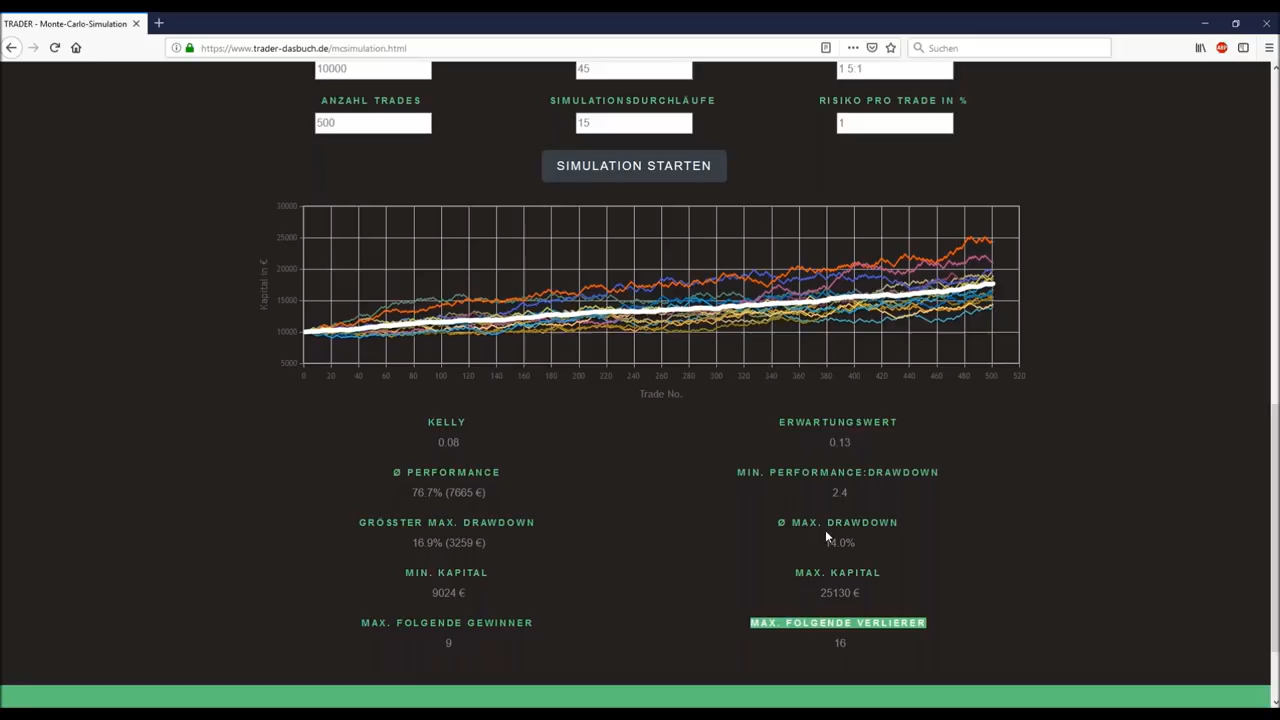 TRADER - Monte-Carlo-Simulation
https://www.trader-dasbuch.de/mcsimulation.html
Suchen
10000 45 1 5:1
ANZAHL TRADES SIMULATIONSDURCHLÄUFE RISIKO PRO TRADE IN %
500 15 1
SIMULATION STARTEN
30000
25000
20000
15000
10000
5000
Kapital in €
0 20 40 60 80 100 120 140 160 180 200 220 240 260 280 300 320 340 360 380 400 420 440 460 480 500 520
Trade No.
KELLY ERWARTUNGSWERT
0.08 0.13
Ø PERFORMANCE MIN. PERFORMANCE:DRAWDOWN
76.7% (7665 €) 2.4
GRÖSSTER MAX. DRAWDOWN Ø MAX. DRAWDOWN
16.9% (3259 €) 14.0%
MIN. KAPITAL MAX. KAPITAL
9024 € 25130 €
MAX. FOLGENDE GEWINNER MAX. FOLGENDE VERLIERER
9 16